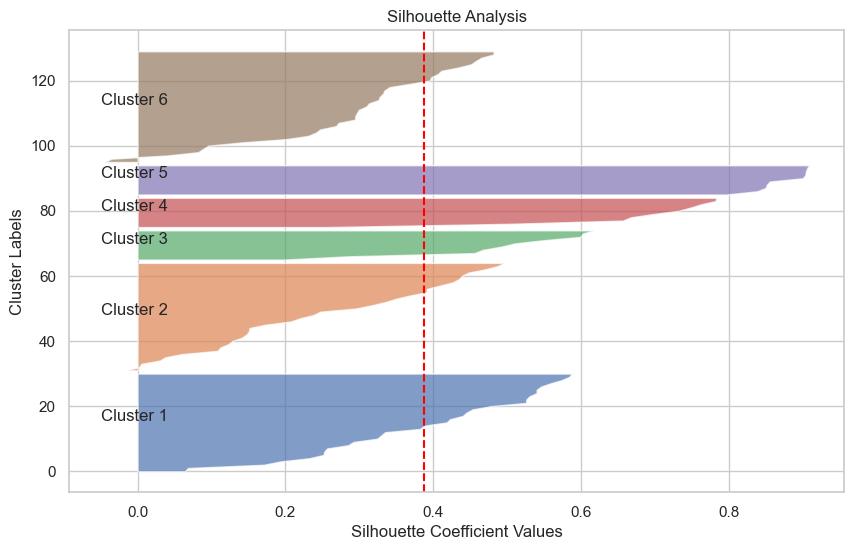 Silhouette Analysis
120
Cluster 6
100
Cluster 5
80
Cluster 4
Cluster 3
60
Cluster 2
40
20
Cluster 1
0
Cluster Labels
0.0 0.2 0.4 0.6 0.8
Silhouette Coefficient Values